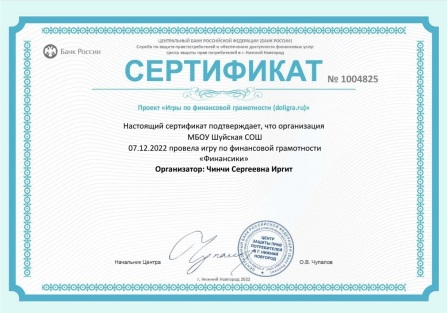 ЦЕНТРАЛЬНЫЙ БАНК РОССИЙСКОЙ ФЕДЕРАЦИИ (БАНК РОССИИ)
Служба по защите прав потребителей и обеспечению доступности финансовых услуг
Центр защиты прав потребителей в г. Нижний Новгород
Банк России
СЕРТИФИКАТ № 1004825
Проект «Игры по финансовой грамотности (doligra.ru)»
Настоящий сертификат подтверждает, что организация
МБОУ Шуйская СОШ
07.12.2022 провела игру по финансовой грамотности
«Финансики»
Организатор: Чинчи Сергеевна Иргит
ЦЕНТР
ЗАЩИТЫ ПРАВ
ПОТРЕБИТЕЛЕЙ
В Г. НИЖНИЙ
НОВГОРОД
Начальник Центра
О.В. Чупалов
г. Нижний Новгород, 2022